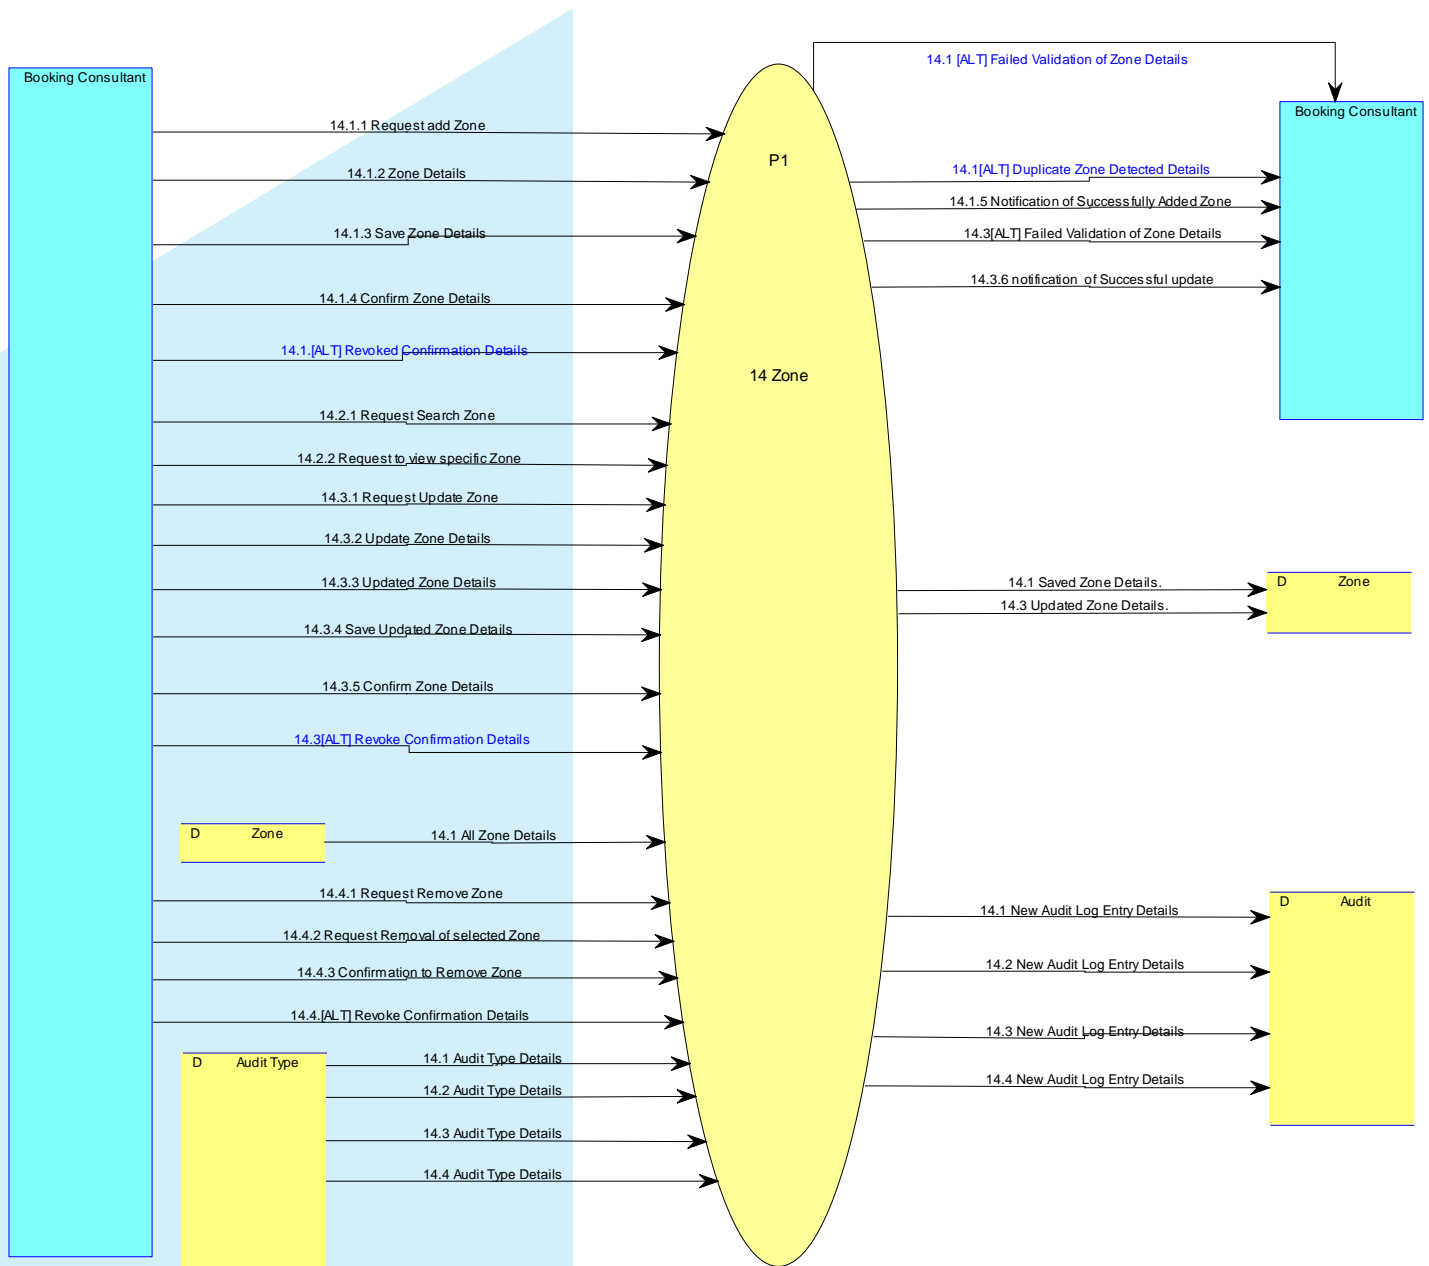 Booking Consultant
14.1.1 Request add Zone
14.1.2 Zone Details
14.1.3 Save Zone Details
14.1.4 Confirm Zone Details
14.1.[ALT] Revoked Confirmation Details
14.2.1 Request Search Zone
14.2.2 Request to view specific Zone
14.3.1 Request Update Zone
14.3.2 Update Zone Details
14.3.3 Updated Zone Details
14.3.4 Save Updated Zone Details
14.3.5 Confirm Zone Details
14.3[ALT] Revoke Confirmation Details
D Zone
14.1 All Zone Details
14.4.1 Request Remove Zone
14.4.2 Request Removal of selected Zone
14.4.3 Confirmation to Remove Zone
14.4.[ALT] Revoke Confirmation Details
D Audit Type
14.1 Audit Type Details
14.2 Audit Type Details
14.3 Audit Type Details
14.4 Audit Type Details
P1
14 Zone
14.1 [ALT] Failed Validation of Zone Details
Booking Consultant
14.1[ALT] Duplicate Zone Detected Details
14.1.5 Notification of Successfully Added Zone
14.3[ALT] Failed Validation of Zone Details
14.3.6 notification of Successful update
14.1 Saved Zone Details.
14.3 Updated Zone Details.
D Zone
14.1 New Audit Log Entry Details
14.2 New Audit Log Entry Details
14.3 New Audit Log Entry Details
14.4 New Audit Log Entry Details
D Audit